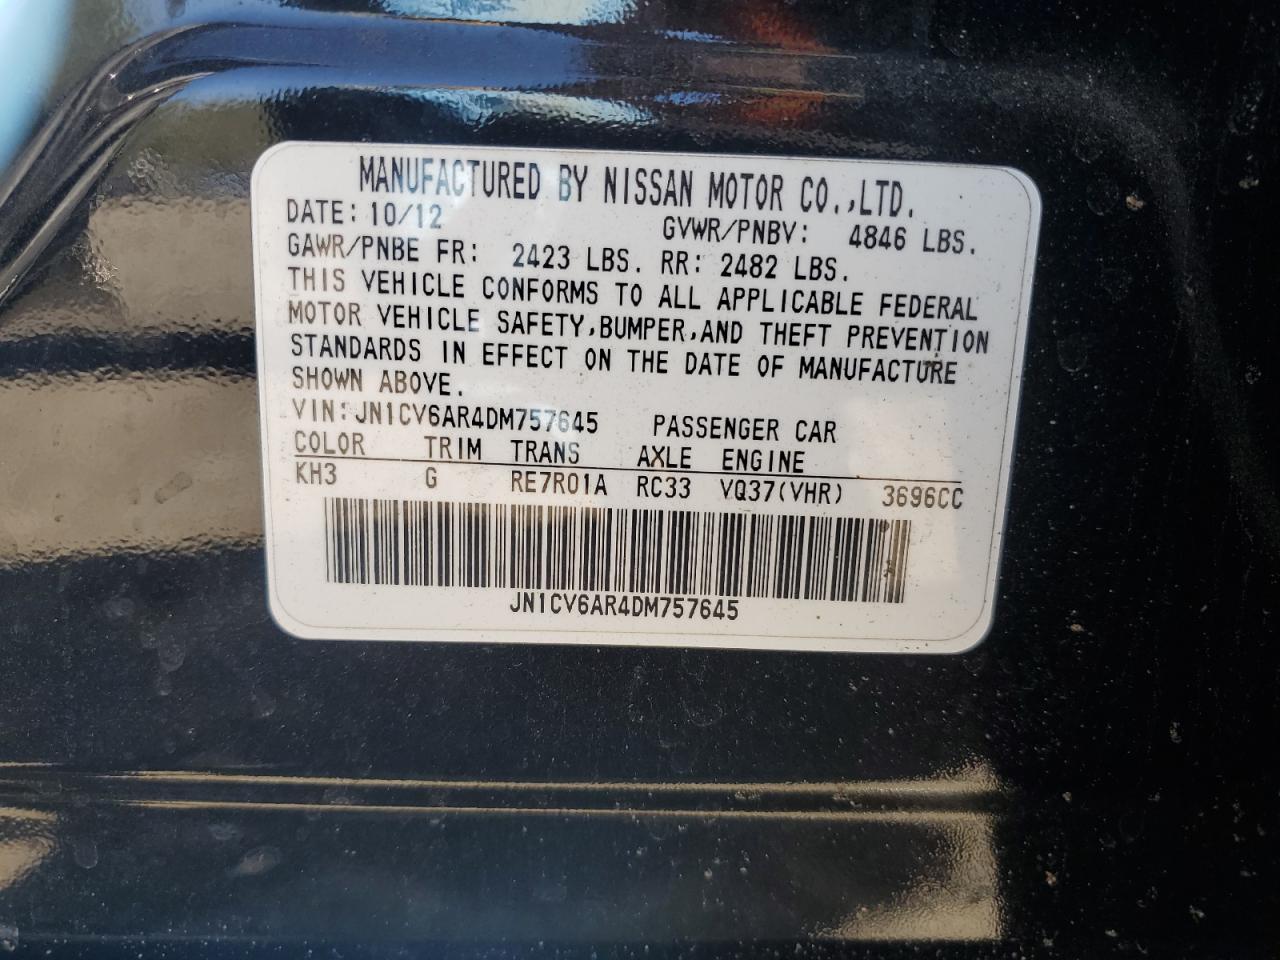 MANUFACTURED BY NISSAN MOTOR CO.,LTD.
DATE: 10/12 GVWR/PNBV: 4846 LBS.
GAWR/PNBE FR: 2423 LBS. RR: 2482 LBS.
THIS VEHICLE CONFORMS TO ALL APPLICABLE FEDERAL
MOTOR VEHICLE SAFETY,BUMPER,AND THEFT PREVENTION
STANDARDS IN EFFECT ON THE DATE OF MANUFACTURE
SHOWN ABOVE.
VIN:JN1CV6AR4DM757645 PASSENGER CAR
COLOR TRIM TRANS AXLE ENGINE
KH3 G RE7R01A RC33 VQ37(VHR) 3696CC
JN1CV6AR4DM757645